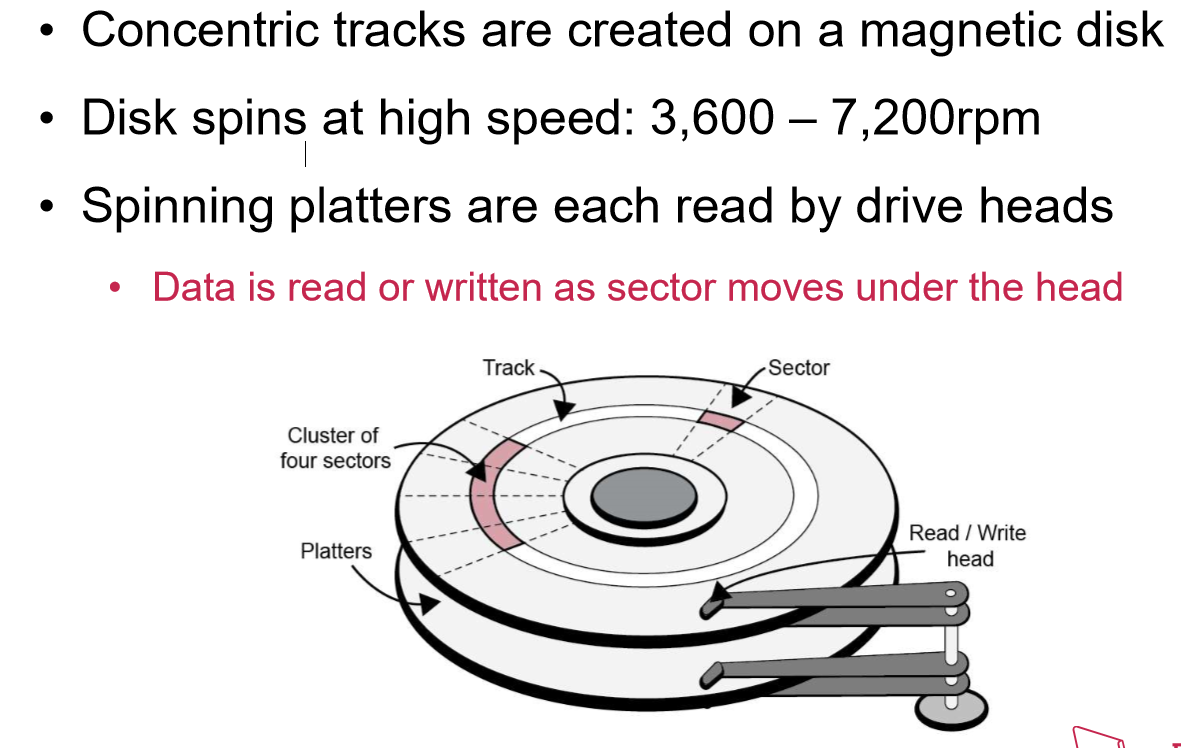 • Concentric tracks are created on a magnetic disk
• Disk spins at high speed: 3,600 – 7,200rpm
• Spinning platters are each read by drive heads
• Data is read or written as sector moves under the head
Track
Sector
Cluster of
four sectors
Read / Write
head
Platters